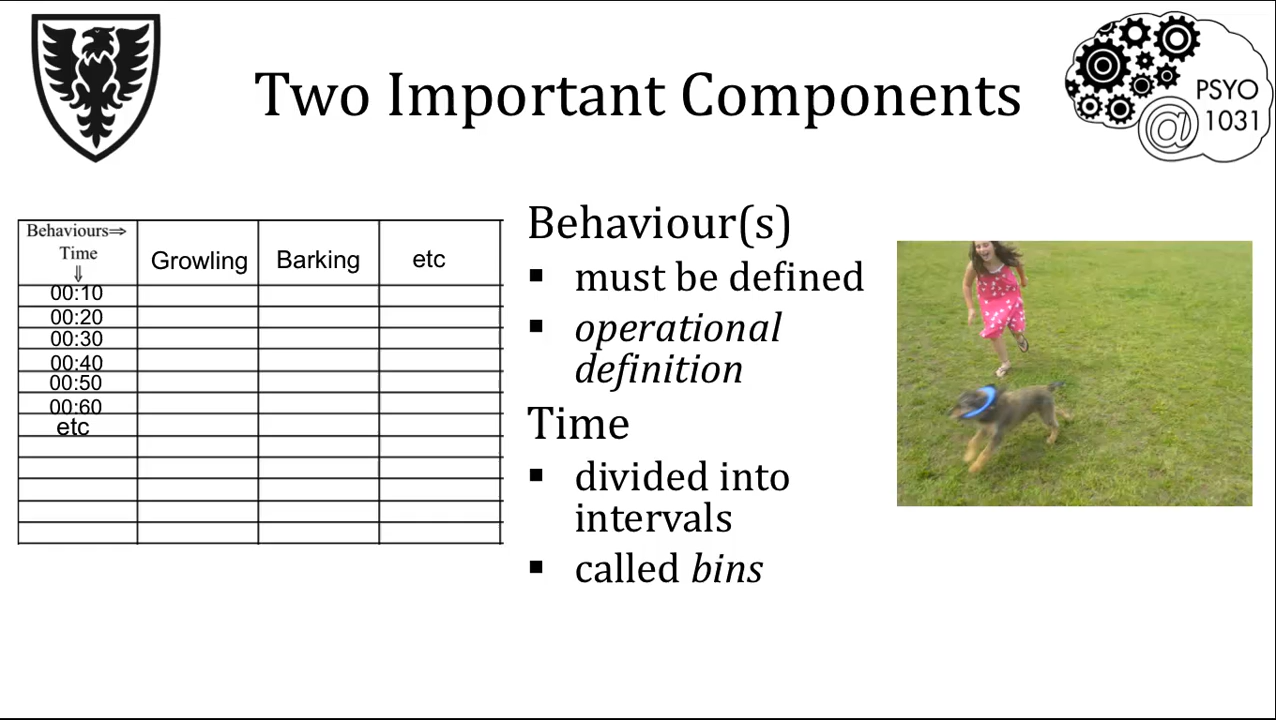 Two Important Components
PSYO
@ 1031
Behaviours⇒
Time
⇓
Growling
Barking
etc
00:10
00:20
00:30
00:40
00:50
00:60
etc
Behaviour(s)
▪ must be defined
▪ operational
definition
Time
▪ divided into
intervals
▪ called bins